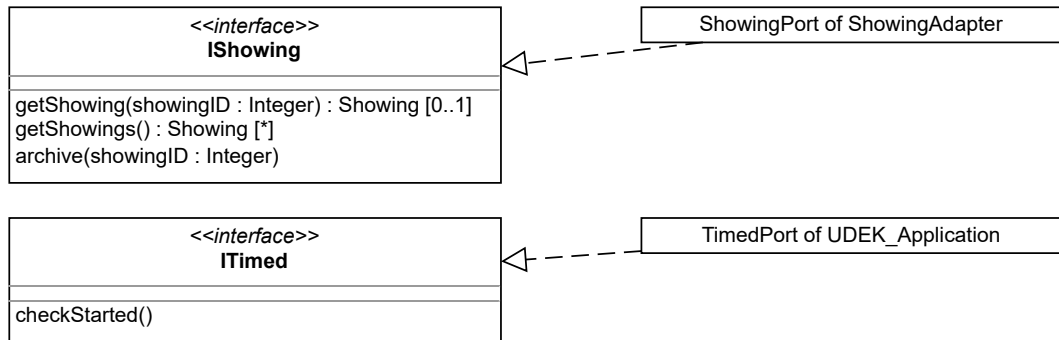 <<interface>>
IShowing
getShowing(showingID : Integer) : Showing [0..1]
getShowings() : Showing [*]
archive(showingID : Integer)
ShowingPort of ShowingAdapter
<<interface>>
ITimed
checkStarted()
TimedPort of UDEK_Application